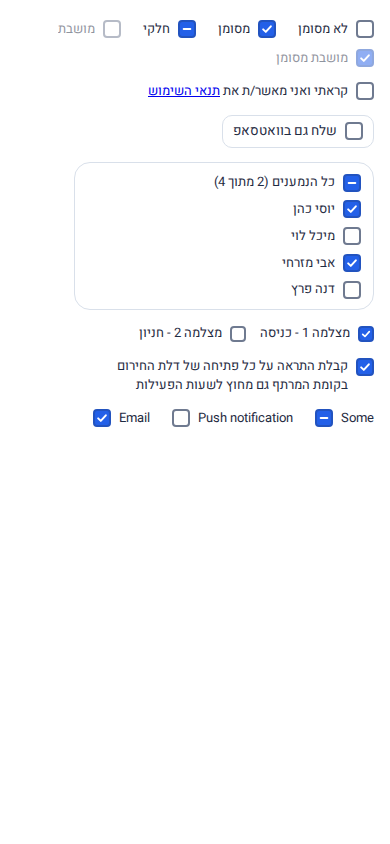 לא מסומן מסומן חלקי מושבת
מושבת מסומן
קראתי ואני מאשר/ת את תנאי השימוש
שלח גם בוואטסאפ
כל הנמענים (2 מתוך 4)
יוסי כהן
מיכל לוי
אבי מזרחי
דנה פרץ
מצלמה 1 - כניסה מצלמה 2 - חניון
קבלת התראה על כל פתיחה של דלת החירום
בקומת המרתף גם מחוץ לשעות הפעילות
Email Push notification Some